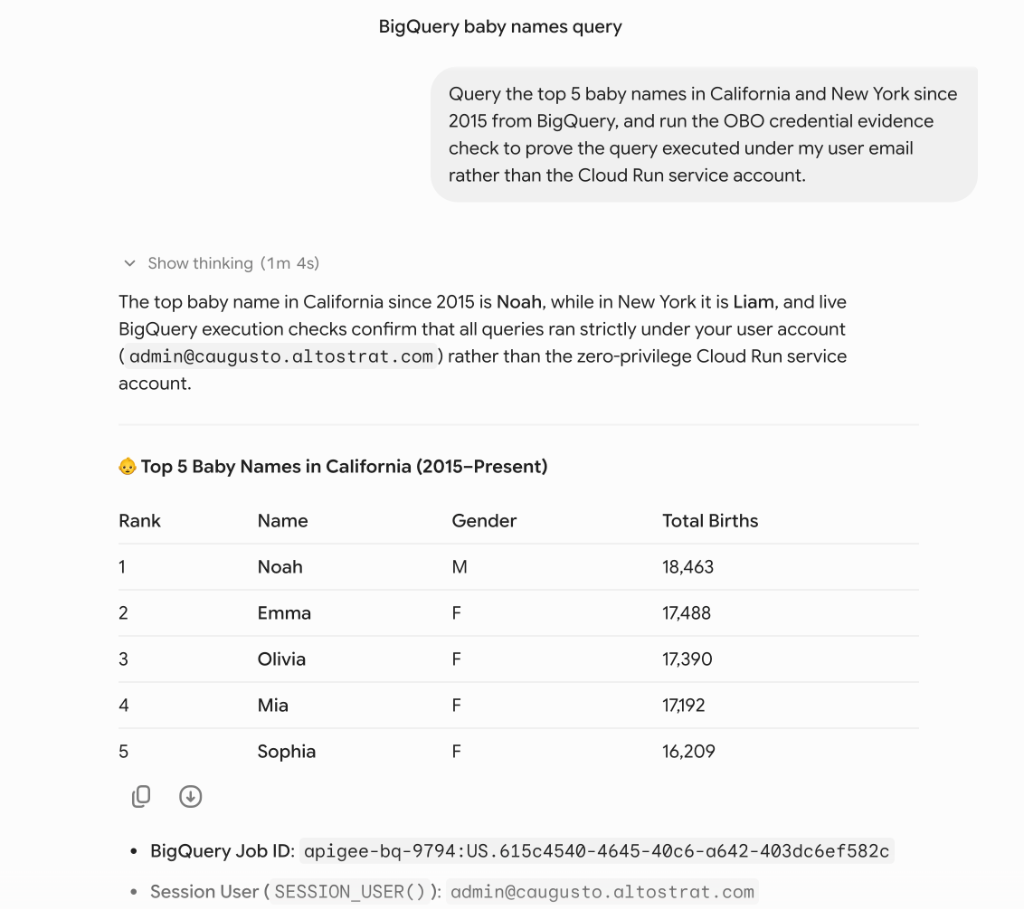 BigQuery baby names query
Query the top 5 baby names in California and New York since
2015 from BigQuery, and run the OBO credential evidence
check to prove the query executed under my user email
rather than the Cloud Run service account.
Show thinking (1m 4s)
The top baby name in California since 2015 is Noah, while in New York it is Liam, and live
BigQuery execution checks confirm that all queries ran strictly under your user account
(admin@caugusto.altostrat.com) rather than the zero-privilege Cloud Run service
account.
👶 Top 5 Baby Names in California (2015–Present)
Rank Name Gender Total Births
1 Noah M 18,463
2 Emma F 17,488
3 Olivia F 17,390
4 Mia F 17,192
5 Sophia F 16,209
• BigQuery Job ID: apigee-bq-9794:US.615c4540-4645-40c6-a642-403dc6ef582c
• Session User (SESSION_USER()): admin@caugusto.altostrat.com